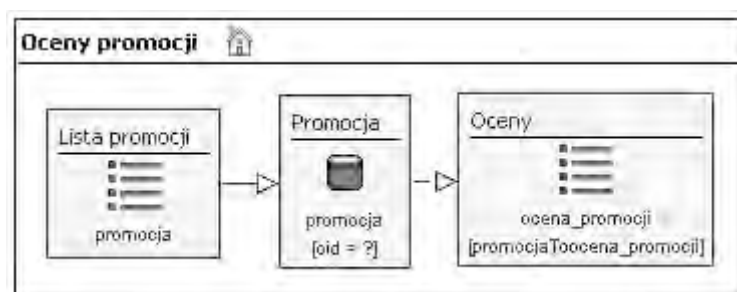 Oceny promocji
Lista promocji
promocja
Promocja
promocja
[oid = ?]
Oceny
ocena_promocji
[promocjaToocena_promocji]